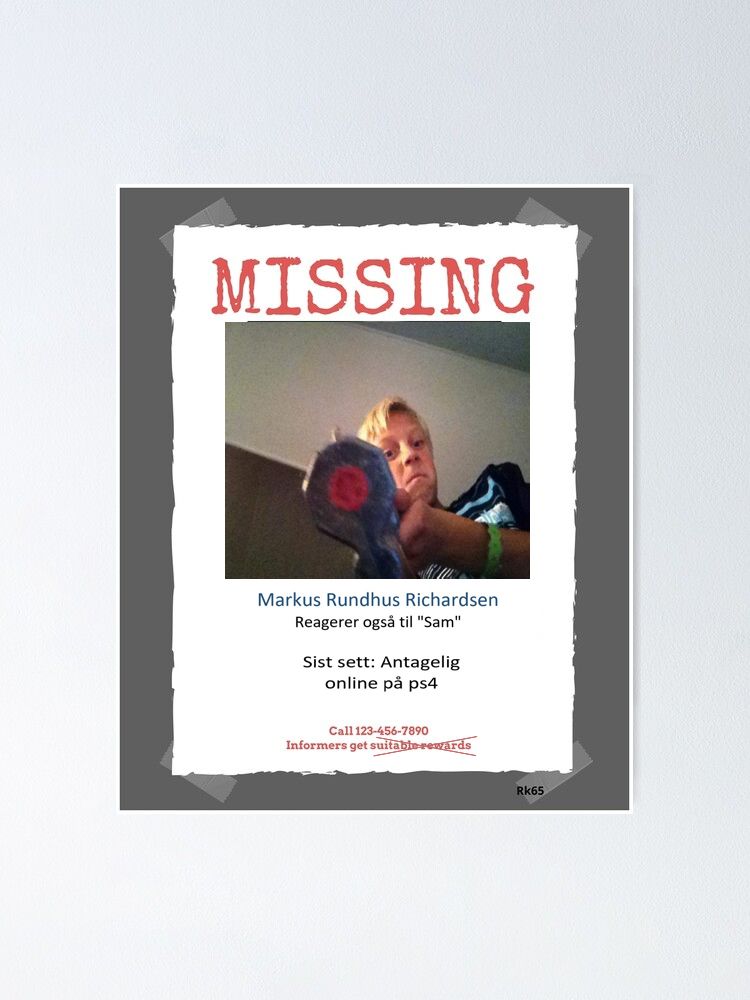 MISSING
Markus Rundhus Richardsen
Reagerer også til "Sam"
Sist sett: Antagelig
online på ps4
Call 123-456-7890
Informers get suitable rewards
Rk65